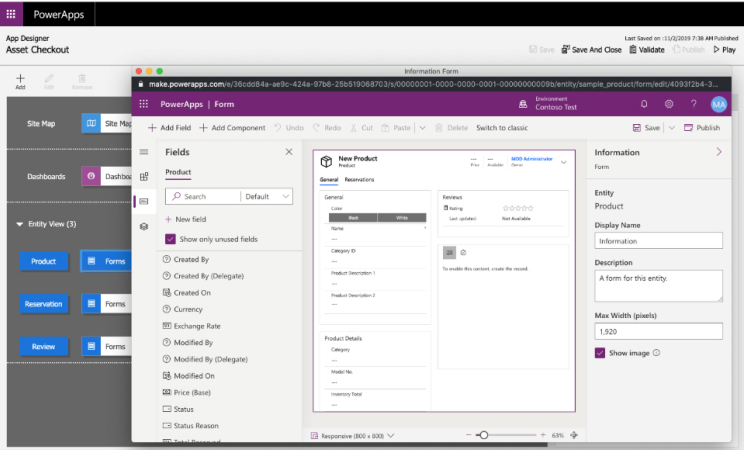 PowerApps
App Designer
Asset Checkout
Last Saved on :11/2/2019 7:38 AM Published
Save Save And Close Validate Publish Play
Add Edit Remove
Site Map Site Map
Dashboards Dashboa
Entity View (3)
Product Forms
Reservation Forms
Review Forms
Information Form
make.powerapps.com/e/36cdd84a-ae9c-424a-97b8-25b519068703/s/00000001-0000-0000-0001-00000000009b/entity/sample_product/form/edit/4093f2b4-3...
PowerApps | Form
Environment
Contoso Test
? MA
Add Field Add Component Undo Redo Cut Paste Delete Switch to classic Save Publish
Fields
Product
Search Default
New field
Show only unused fields
Created By
Created By (Delegate)
Created On
Currency
Exchange Rate
Modified By
Modified By (Delegate)
Modified On
Price (Base)
Status
Status Reason
Total Reserved
New Product
Product
---
Price
---
Available
MOD Administrator
Owner
General Reservations
General
Color
Black White
Name *
---
Category ID
---
Product Description 1
---
Product Description 2
---
Product Details
Category
---
Model No.
---
Inventory Total
---
Reviews
Rating
Last updated: Not Available
To enable this content, create the record.
Responsive (800 x 600)
63%
Information
Form
Entity
Product
Display Name
Information
Description
A form for this entity.
Max Width (pixels)
1,920
Show image